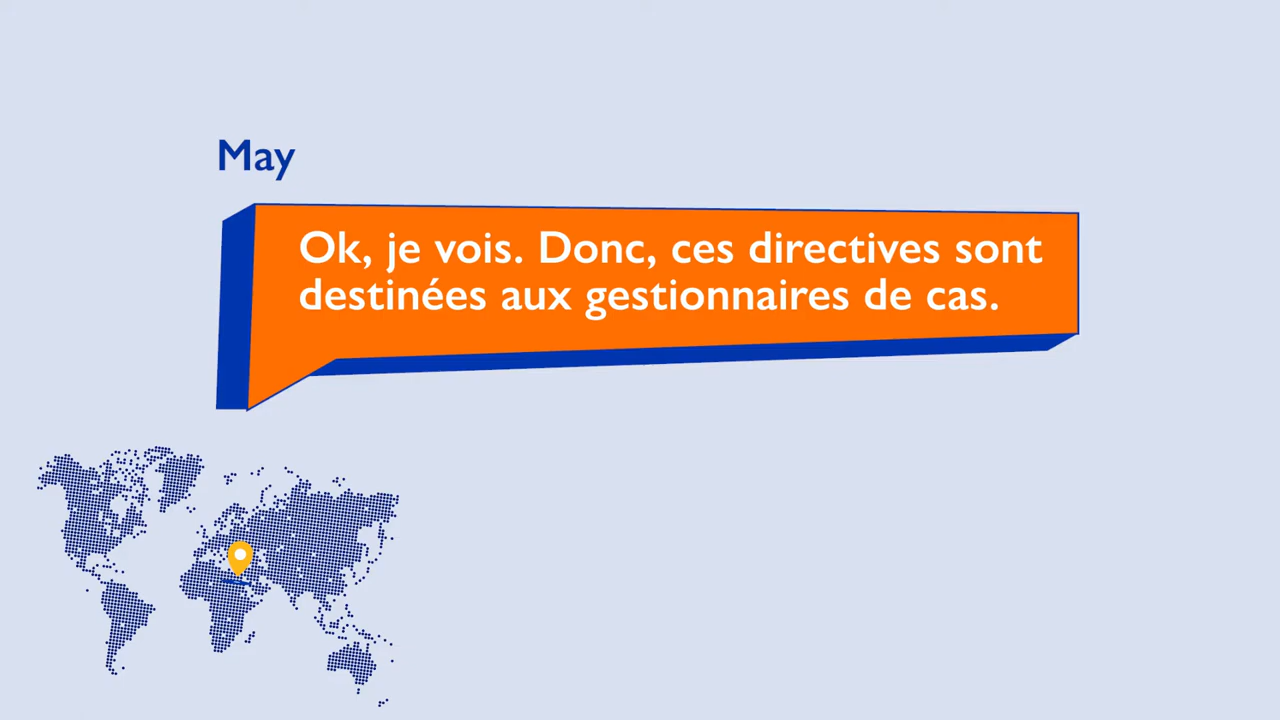 May
Ok, je vois. Donc, ces directives sont
destinées aux gestionnaires de cas.